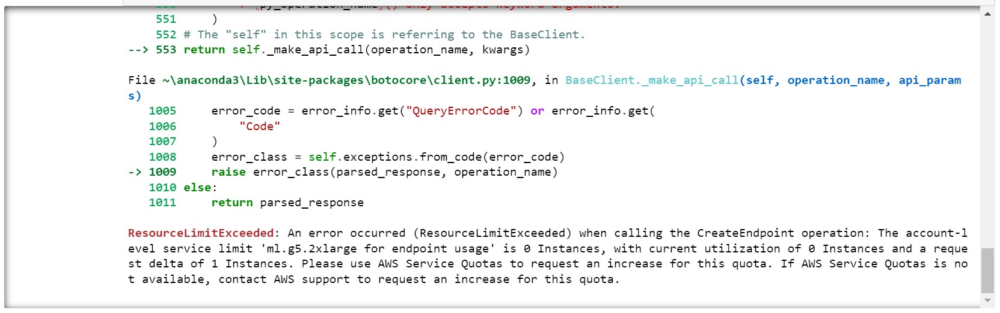 551     )
552 # The "self" in this scope is referring to the BaseClient.
--> 553 return self._make_api_call(operation_name, kwargs)
File ~\anaconda3\Lib\site-packages\botocore\client.py:1009, in BaseClient._make_api_call(self, operation_name, api_param
s)
1005     error_code = error_info.get("QueryErrorCode") or error_info.get(
1006         "Code"
1007     )
1008     error_class = self.exceptions.from_code(error_code)
-> 1009     raise error_class(parsed_response, operation_name)
1010 else:
1011     return parsed_response
ResourceLimitExceeded: An error occurred (ResourceLimitExceeded) when calling the CreateEndpoint operation: The account-l
evel service limit 'ml.g5.2xlarge for endpoint usage' is 0 Instances, with current utilization of 0 Instances and a reque
st delta of 1 Instances. Please use AWS Service Quotas to request an increase for this quota. If AWS Service Quotas is no
t available, contact AWS support to request an increase for this quota.